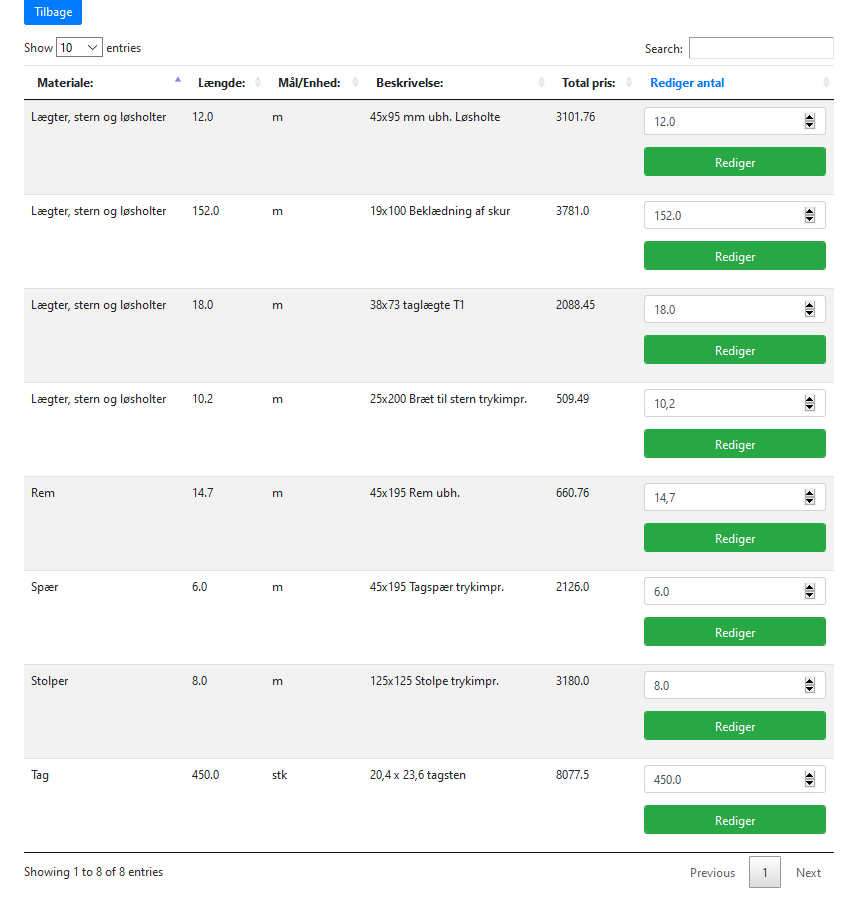 Tilbage
Show 10 entries Search:
Materiale: Længde: Mål/Enhed: Beskrivelse: Total pris: Rediger antal
Lægter, stern og løsholter 12.0 m 45x95 mm ubh. Løsholte 3101.76 12.0
Rediger
Lægter, stern og løsholter 152.0 m 19x100 Beklædning af skur 3781.0 152.0
Rediger
Lægter, stern og løsholter 18.0 m 38x73 taglægte T1 2088.45 18.0
Rediger
Lægter, stern og løsholter 10.2 m 25x200 Bræt til stern trykimpr. 509.49 10,2
Rediger
Rem 14.7 m 45x195 Rem ubh. 660.76 14,7
Rediger
Spær 6.0 m 45x195 Tagspær trykimpr. 2126.0 6.0
Rediger
Stolper 8.0 m 125x125 Stolpe trykimpr. 3180.0 8.0
Rediger
Tag 450.0 stk 20,4 x 23,6 tagsten 8077.5 450.0
Rediger
Showing 1 to 8 of 8 entries Previous 1 Next